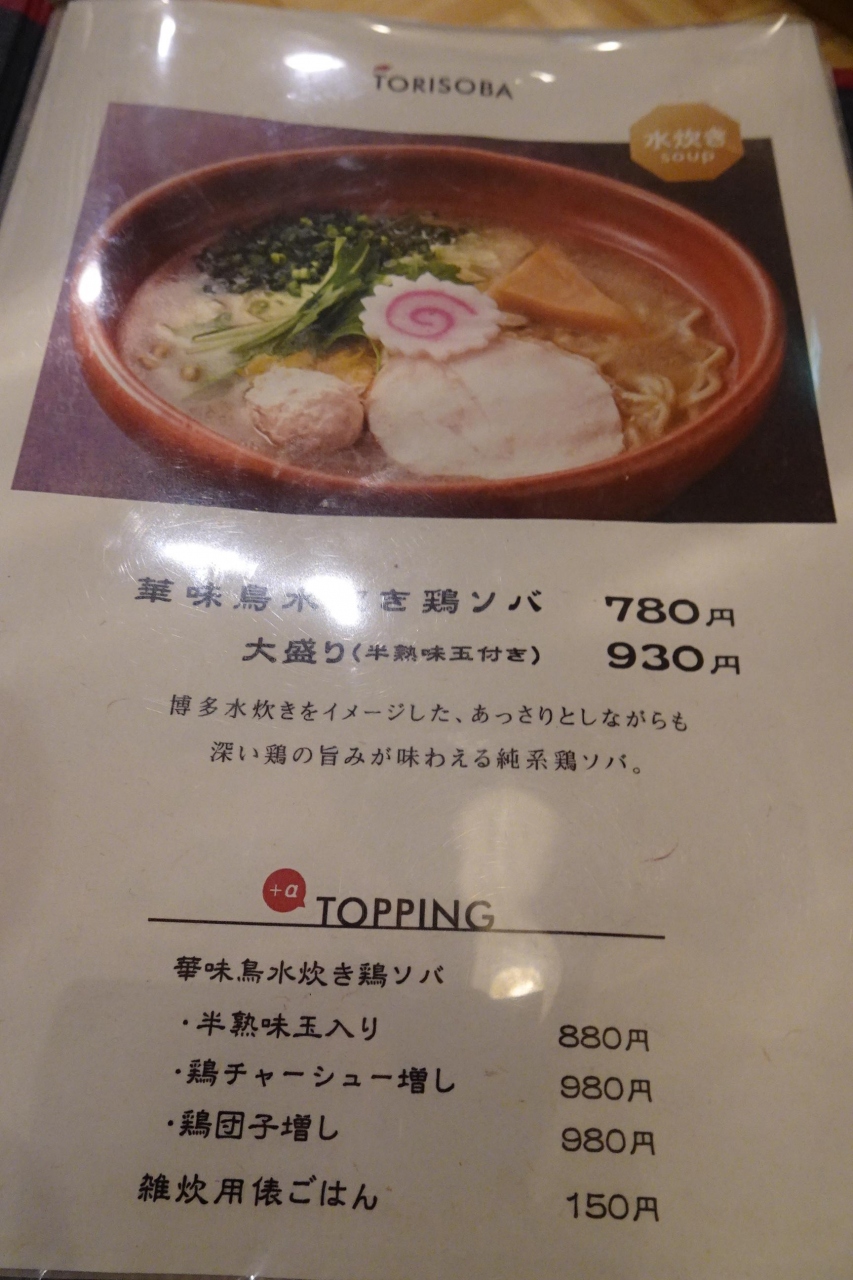 TORISOBA
水炊き
soup
華味鳥水炊き鶏ソバ 780円
大盛り(半熟味玉付き) 930円
博多水炊きをイメージした、あっさりとしながらも
深い鶏の旨みが味わえる純系鶏ソバ。
+α TOPPING
華味鳥水炊き鶏ソバ
・半熟味玉入り 880円
・鶏チャーシュー増し 980円
・鶏団子増し 980円
雑炊用俵ごはん 150円